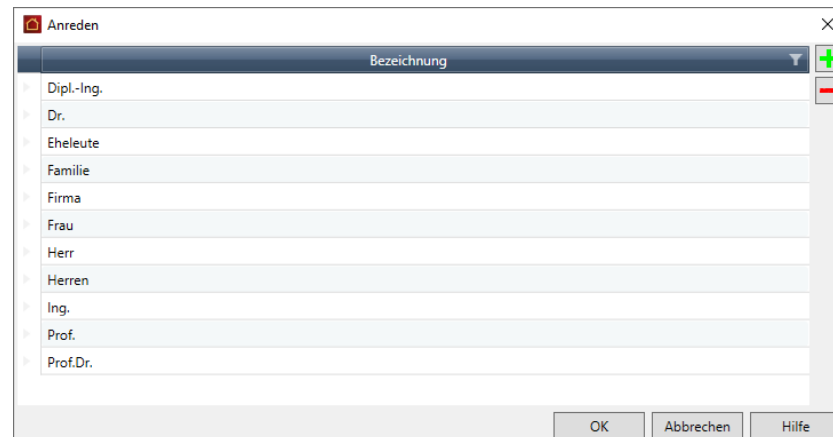 Anreden
Bezeichnung
Dipl.-Ing.
Dr.
Eheleute
Familie
Firma
Frau
Herr
Herren
Ing.
Prof.
Prof.Dr.
OK Abbrechen Hilfe